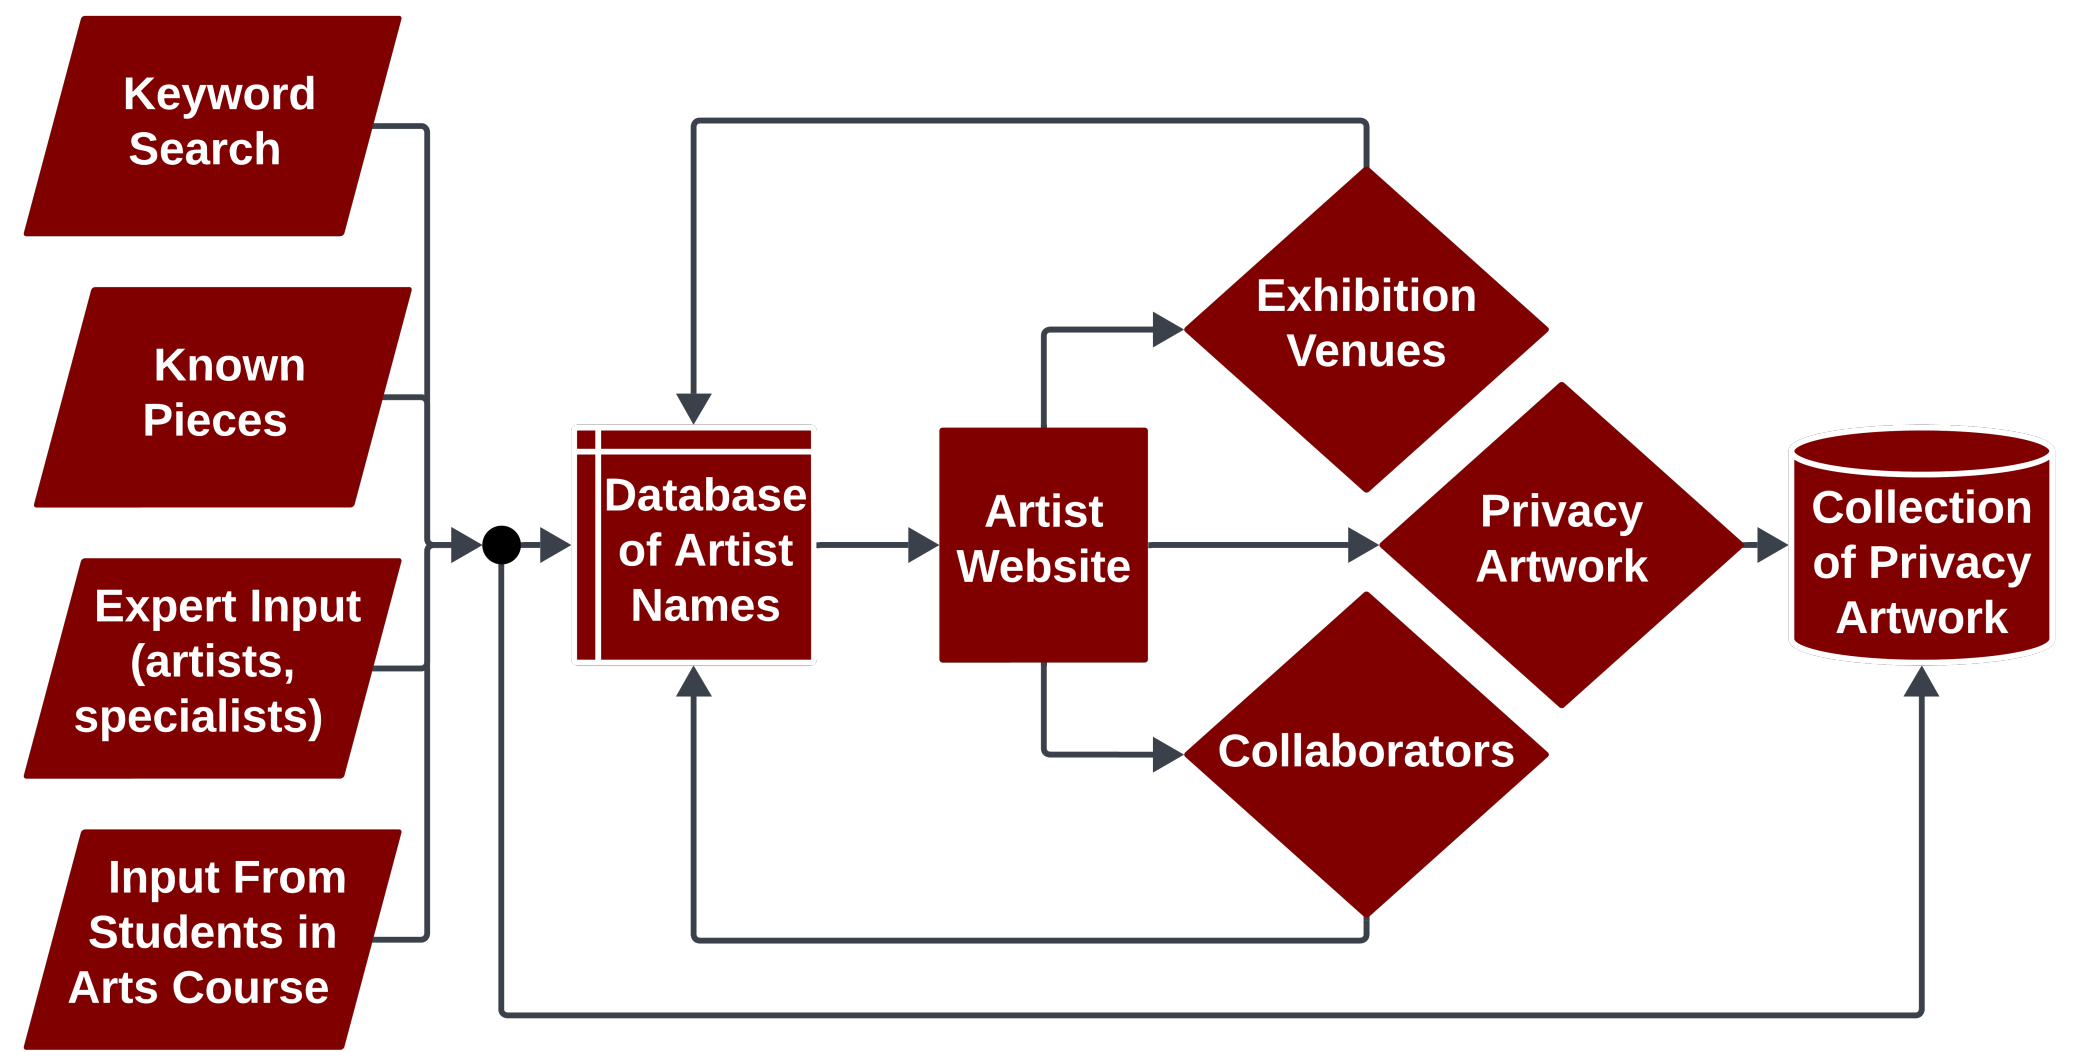 Keyword
Search
Known
Pieces
Expert Input
(artists,
specialists)
Input From
Students in
Arts Course
Database
of Artist
Names
Artist
Website
Exhibition
Venues
Privacy
Artwork
Collaborators
Collection
of Privacy
Artwork